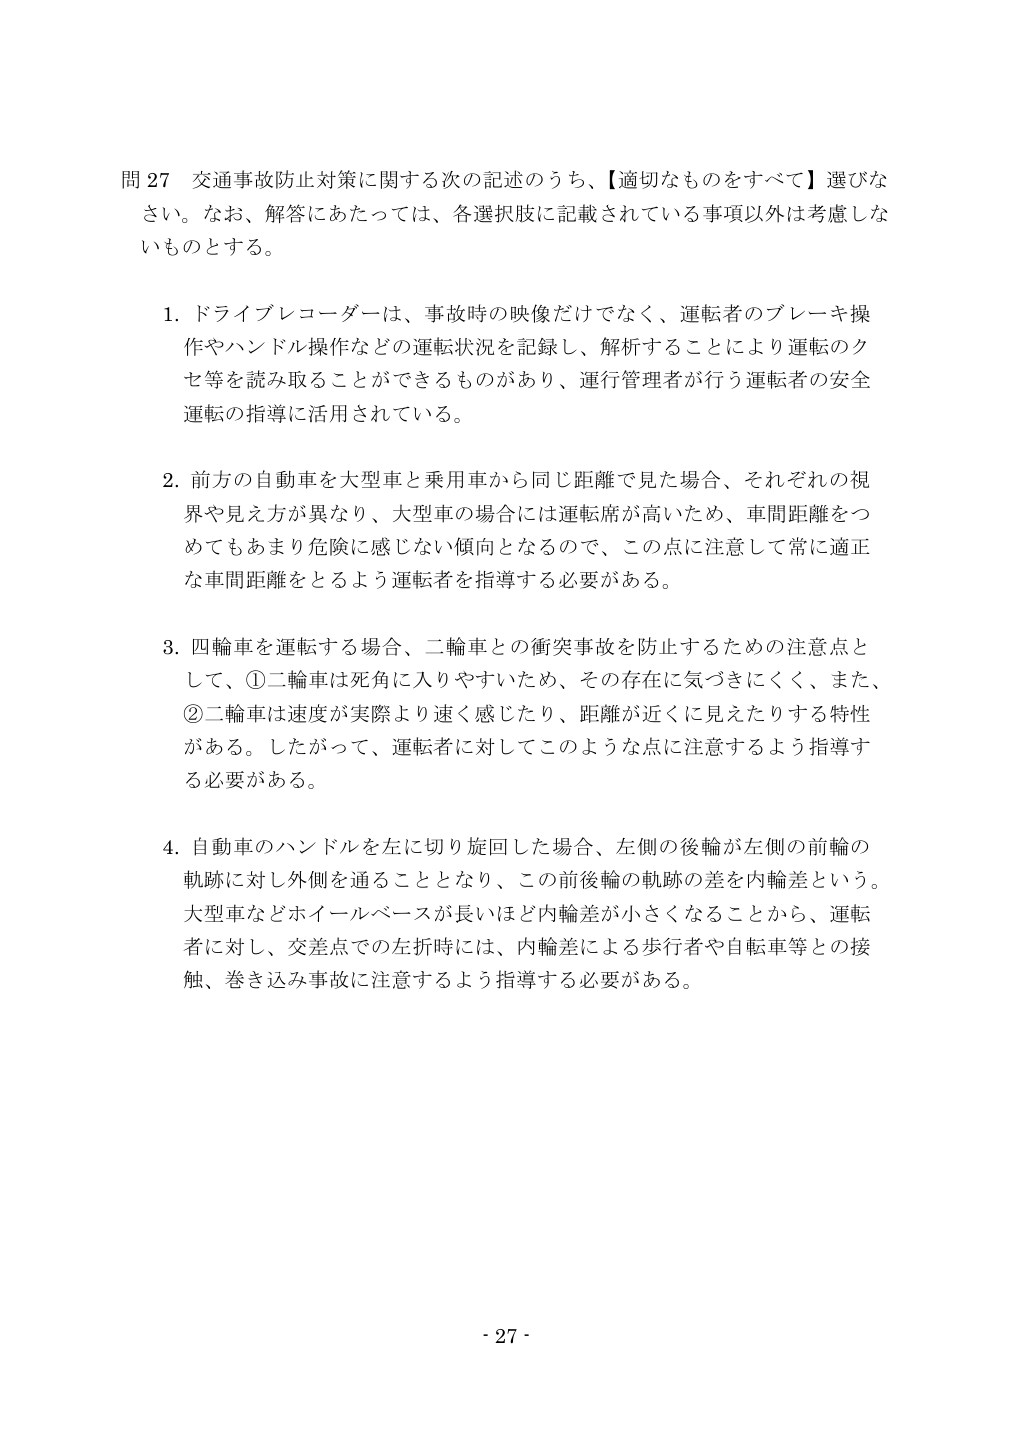 問 27　交通事故防止対策に関する次の記述のうち、【適切なものをすべて】選びな
さい。なお、解答にあたっては、各選択肢に記載されている事項以外は考慮しな
いものとする。
1. ドライブレコーダーは、事故時の映像だけでなく、運転者のブレーキ操
作やハンドル操作などの運転状況を記録し、解析することにより運転のク
セ等を読み取ることができるものがあり、運行管理者が行う運転者の安全
運転の指導に活用されている。
2. 前方の自動車を大型車と乗用車から同じ距離で見た場合、それぞれの視
界や見え方が異なり、大型車の場合には運転席が高いため、車間距離をつ
めてもあまり危険に感じない傾向となるので、この点に注意して常に適正
な車間距離をとるよう運転者を指導する必要がある。
3. 四輪車を運転する場合、二輪車との衝突事故を防止するための注意点と
して、①二輪車は死角に入りやすいため、その存在に気づきにくく、また、
②二輪車は速度が実際より速く感じたり、距離が近くに見えたりする特性
がある。したがって、運転者に対してこのような点に注意するよう指導す
る必要がある。
4. 自動車のハンドルを左に切り旋回した場合、左側の後輪が左側の前輪の
軌跡に対し外側を通ることとなり、この前後輪の軌跡の差を内輪差という。
大型車などホイールベースが長いほど内輪差が小さくなることから、運転
者に対し、交差点での左折時には、内輪差による歩行者や自転車等との接
触、巻き込み事故に注意するよう指導する必要がある。
- 27 -